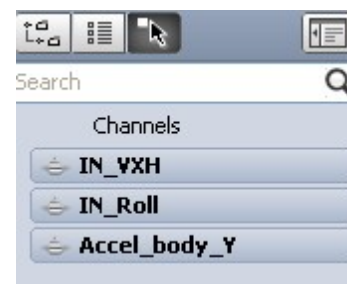 Search
Channels
IN_VXH
IN_Roll
Accel_body_Y